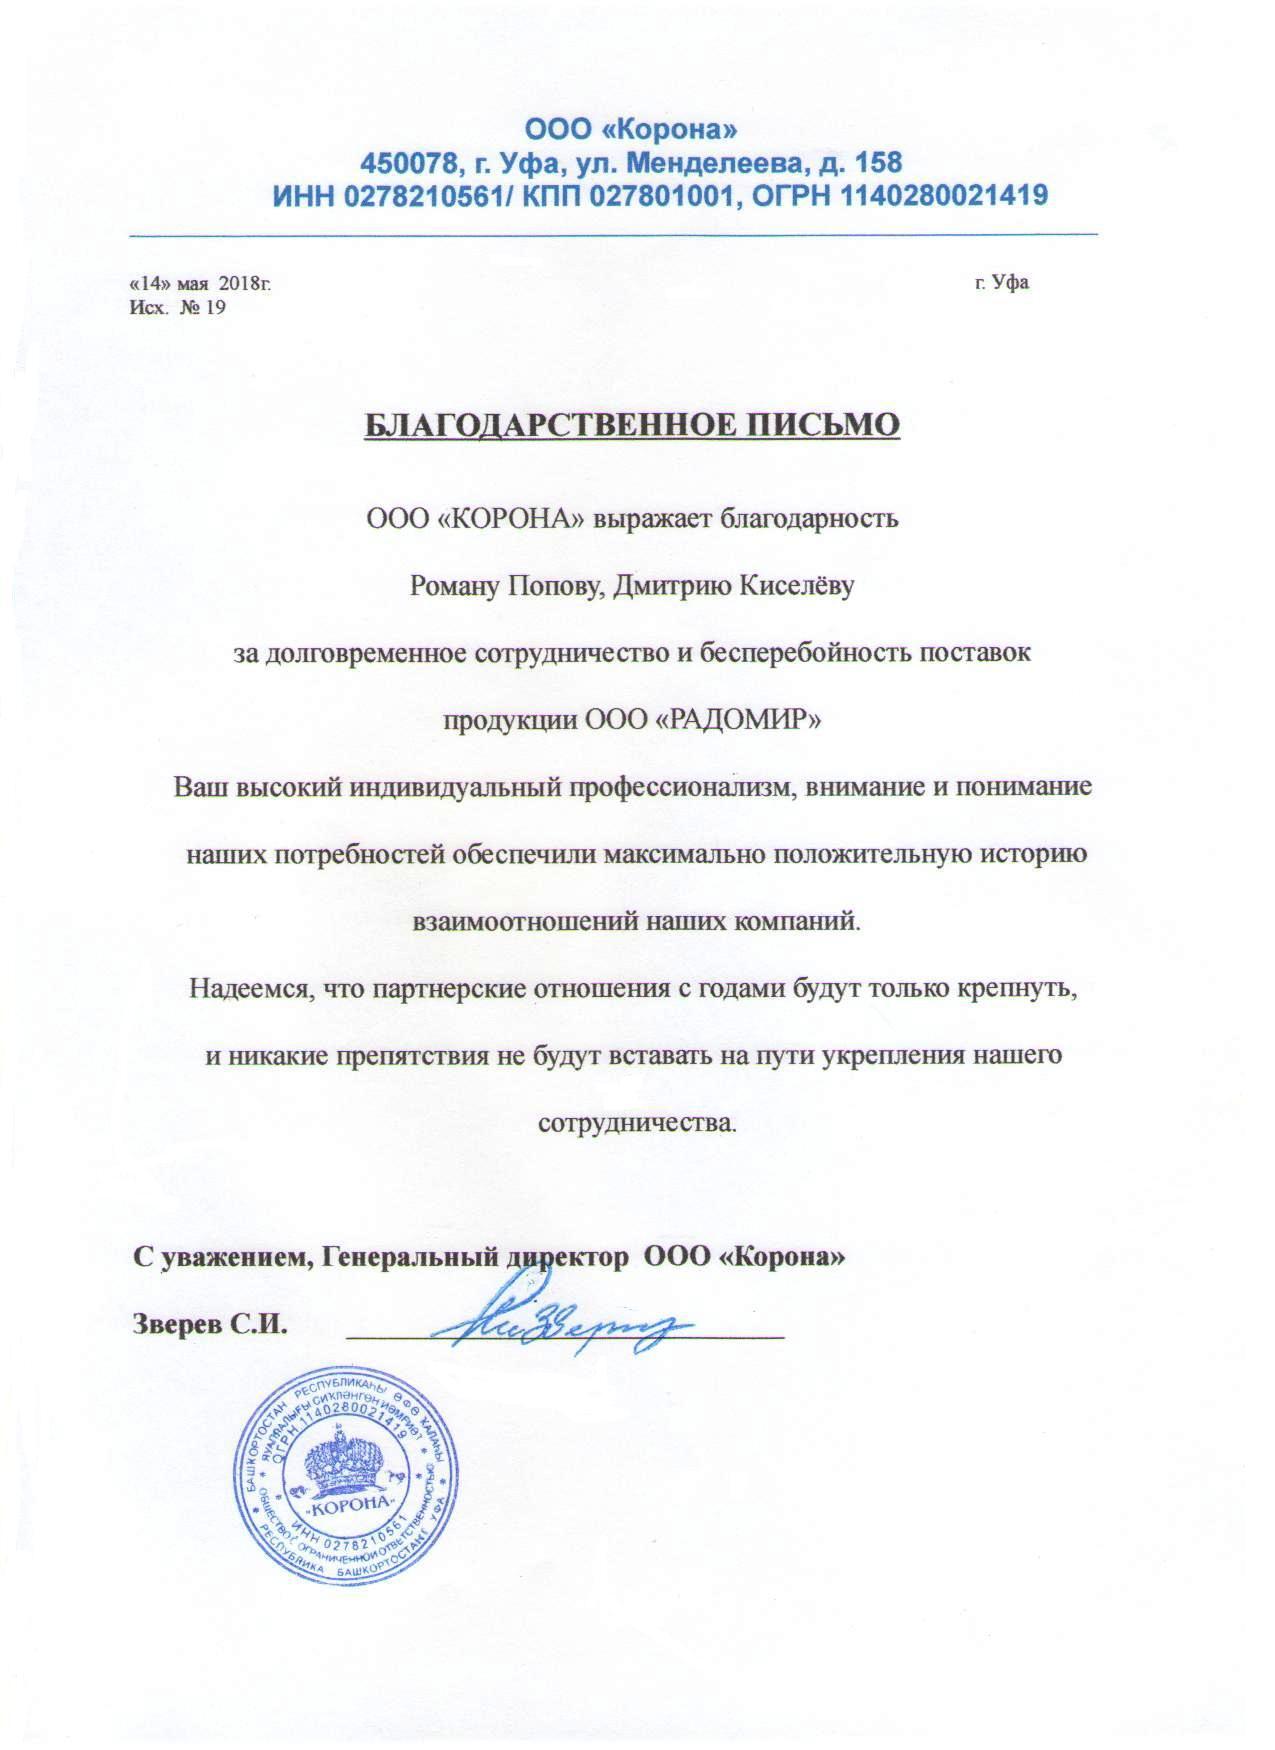 ООО «Корона»
450078, г. Уфа, ул. Менделеева, д. 158
ИНН 0278210561/ КПП 027801001, ОГРН 1140280021419
«14» мая 2018г. г. Уфа
Исх. № 19
БЛАГОДАРСТВЕННОЕ ПИСЬМО
ООО «КОРОНА» выражает благодарность
Роману Попову, Дмитрию Киселёву
за долговременное сотрудничество и бесперебойность поставок
продукции ООО «РАДОМИР»
Ваш высокий индивидуальный профессионализм, внимание и понимание
наших потребностей обеспечили максимально положительную историю
взаимоотношений наших компаний.
Надеемся, что партнерские отношения с годами будут только крепнуть,
и никакие препятствия не будут вставать на пути укрепления нашего
сотрудничества.
С уважением, Генеральный директор ООО «Корона»
Зверев С.И.
БАШҠОРТОСТАН РЕСПУБЛИКАҺЫ ӨФӨ ҠАЛАҺЫ
ЯУАПЛЫЛЫҒЫ СИКЛӘНГӘН ЙӘМҒИӘТ
ОГРН 1140280021419
"КОРОНА"
ИНН 0278210561
ОБЩЕСТВО С ОГРАНИЧЕННОЙ ОТВЕТСТВЕННОСТЬЮ
РЕСПУБЛИКА БАШКОРТОСТАН Г. УФА